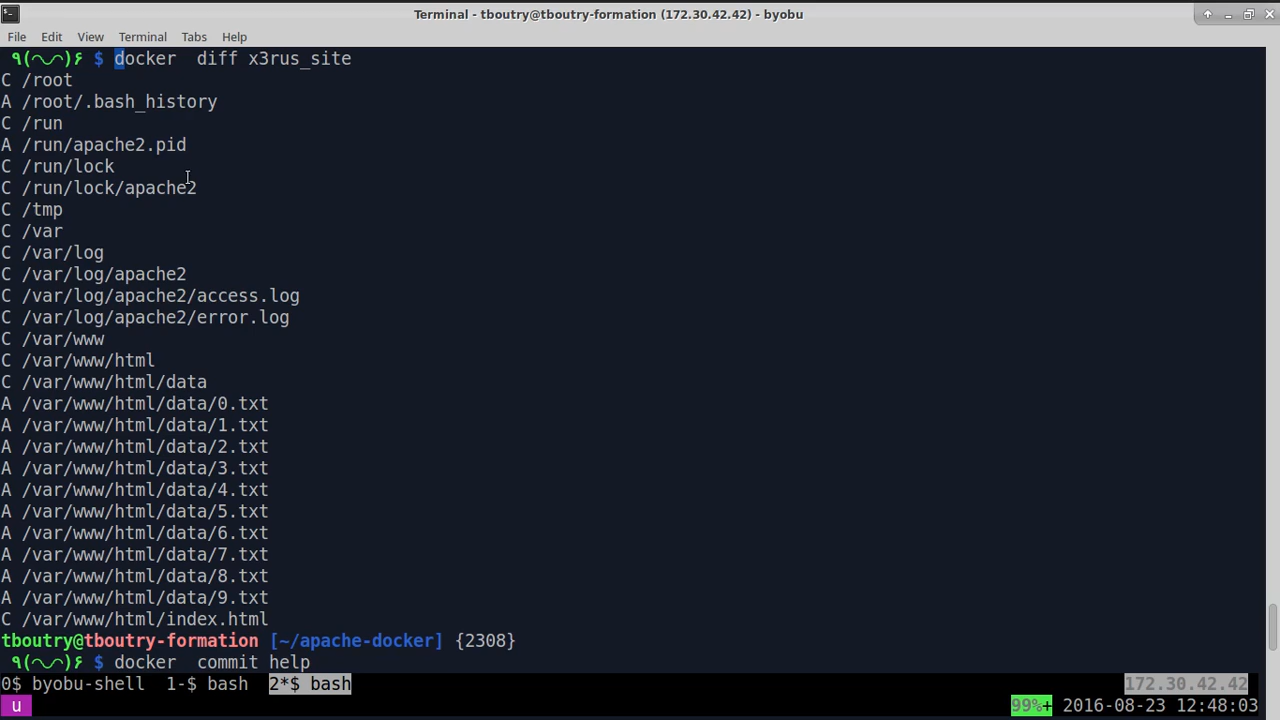 Terminal - tboutry@tboutry-formation (172.30.42.42) - byobu
File Edit View Terminal Tabs Help
٩(◠◡◠)۶ $ docker  diff x3rus_site
C /root
A /root/.bash_history
C /run
A /run/apache2.pid
C /run/lock
C /run/lock/apache2
C /tmp
C /var
C /var/log
C /var/log/apache2
C /var/log/apache2/access.log
C /var/log/apache2/error.log
C /var/www
C /var/www/html
C /var/www/html/data
A /var/www/html/data/0.txt
A /var/www/html/data/1.txt
A /var/www/html/data/2.txt
A /var/www/html/data/3.txt
A /var/www/html/data/4.txt
A /var/www/html/data/5.txt
A /var/www/html/data/6.txt
A /var/www/html/data/7.txt
A /var/www/html/data/8.txt
A /var/www/html/data/9.txt
C /var/www/html/index.html
tboutry@tboutry-formation [~/apache-docker] {2308}
٩(◠◡◠)۶ $ docker  commit help
0$ byobu-shell  1-$ bash  2*$ bash 172.30.42.42
u 99%+ 2016-08-23 12:48:03